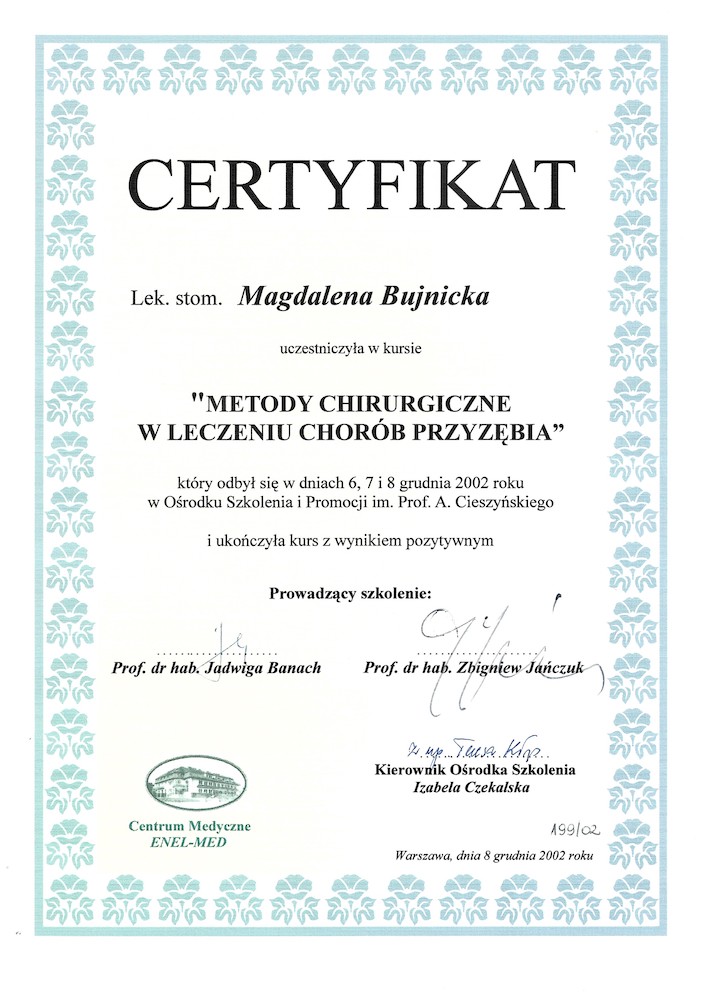 CERTYFIKAT
Lek. stom. Magdalena Bujnicka
uczestniczyła w kursie
"METODY CHIRURGICZNE
W LECZENIU CHORÓB PRZYZĘBIA”
który odbył się w dniach 6, 7 i 8 grudnia 2002 roku
w Ośrodku Szkolenia i Promocji im. Prof. A. Cieszyńskiego
i ukończyła kurs z wynikiem pozytywnym
Prowadzący szkolenie:
Prof. dr hab. Jadwiga Banach
Prof. dr hab. Zbigniew Jańczuk
Teresa
Kierownik Ośrodka Szkolenia
Izabela Czekalska
Centrum Medyczne
ENEL-MED
199/02
Warszawa, dnia 8 grudnia 2002 roku